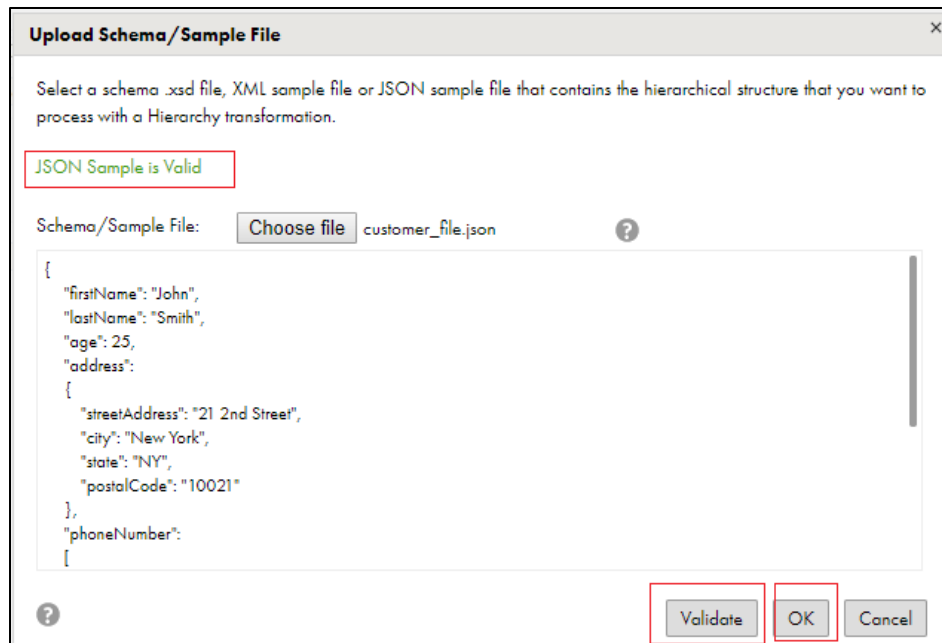 Upload Schema/Sample File
×
Select a schema .xsd file, XML sample file or JSON sample file that contains the hierarchical structure that you want to
process with a Hierarchy transformation.
JSON Sample is Valid
Schema/Sample File: Choose file customer_file.json ?
{
"firstName": "John",
"lastName": "Smith",
"age": 25,
"address":
{
"streetAddress": "21 2nd Street",
"city": "New York",
"state": "NY",
"postalCode": "10021"
},
"phoneNumber":
[
? Validate OK Cancel